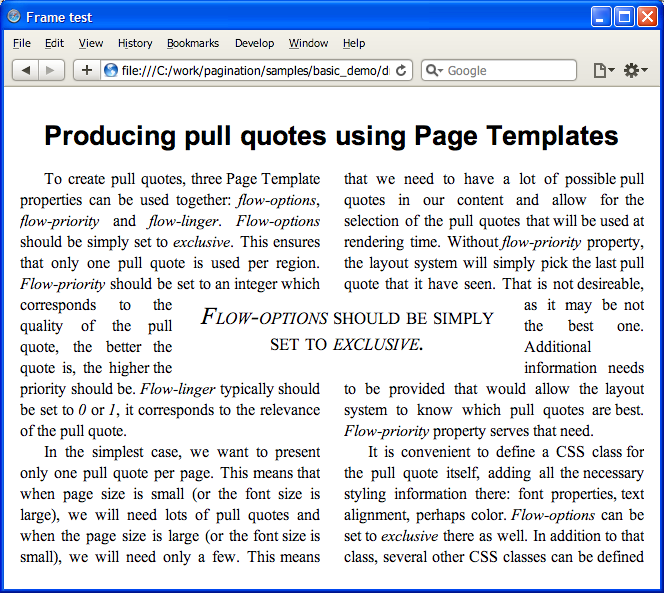 Frame test
File Edit View History Bookmarks Develop Window Help
file:///C:/work/pagination/samples/basic_demo/di
Google
Producing pull quotes using Page Templates
To create pull quotes, three Page Template
properties can be used together: flow-options,
flow-priority and flow-linger. Flow-options
should be simply set to exclusive. This ensures
that only one pull quote is used per region.
Flow-priority should be set to an integer which
corresponds to the
quality of the pull
quote, the better the
quote is, the higher the
priority should be. Flow-linger typically should
be set to 0 or 1, it corresponds to the relevance
of the pull quote.
In the simplest case, we want to present
only one pull quote per page. This means that
when page size is small (or the font size is
large), we will need lots of pull quotes and
when the page size is large (or the font size is
small), we will need only a few. This means
FLOW-OPTIONS SHOULD BE SIMPLY
SET TO EXCLUSIVE.
that we need to have a lot of possible pull
quotes in our content and allow for the
selection of the pull quotes that will be used at
rendering time. Without flow-priority property,
the layout system will simply pick the last pull
quote that it have seen. That is not desireable,
as it may be not
the best one.
Additional
information needs
to be provided that would allow the layout
system to know which pull quotes are best.
Flow-priority property serves that need.
It is convenient to define a CSS class for
the pull quote itself, adding all the necessary
styling information there: font properties, text
alignment, perhaps color. Flow-options can be
set to exclusive there as well. In addition to that
class, several other CSS classes can be defined